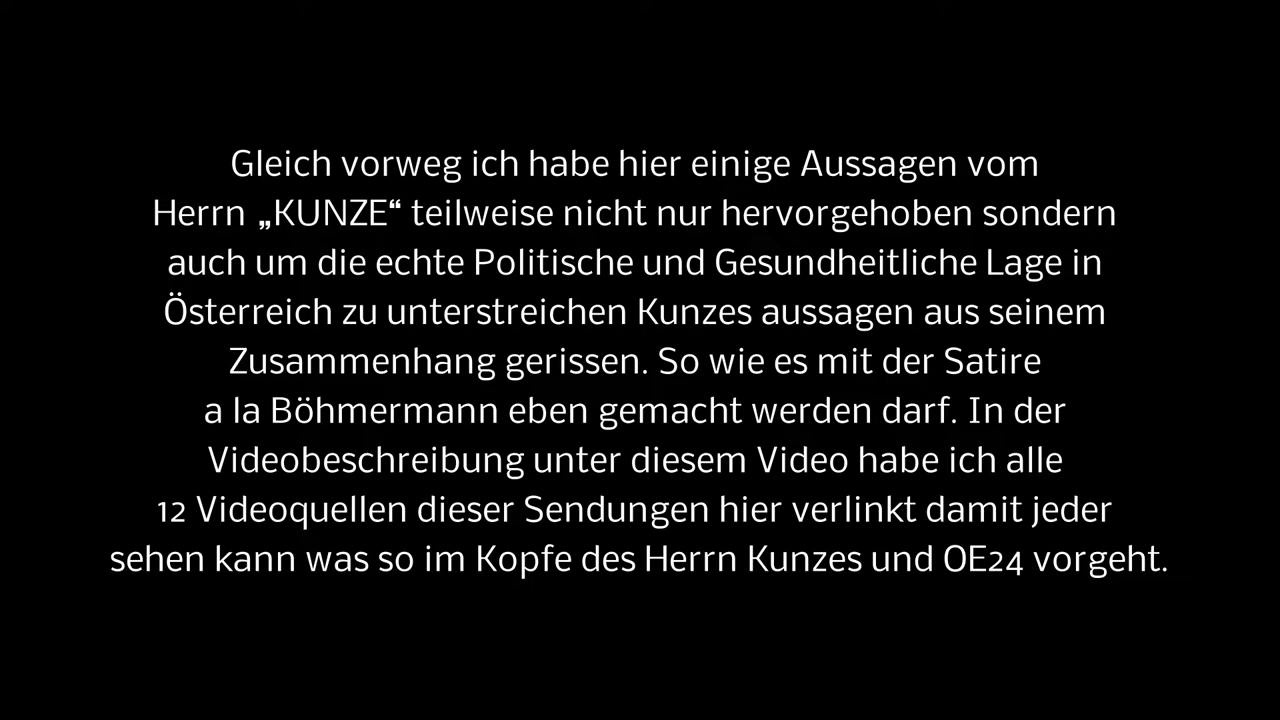 Gleich vorweg ich habe hier einige Aussagen vom
Herrn „KUNZE“ teilweise nicht nur hervorgehoben sondern
auch um die echte Politische und Gesundheitliche Lage in
Österreich zu unterstreichen Kunzes aussagen aus seinem
Zusammenhang gerissen. So wie es mit der Satire
a la Böhmermann eben gemacht werden darf. In der
Videobeschreibung unter diesem Video habe ich alle
12 Videoquellen dieser Sendungen hier verlinkt damit jeder
sehen kann was so im Kopfe des Herrn Kunzes und OE24 vorgeht.